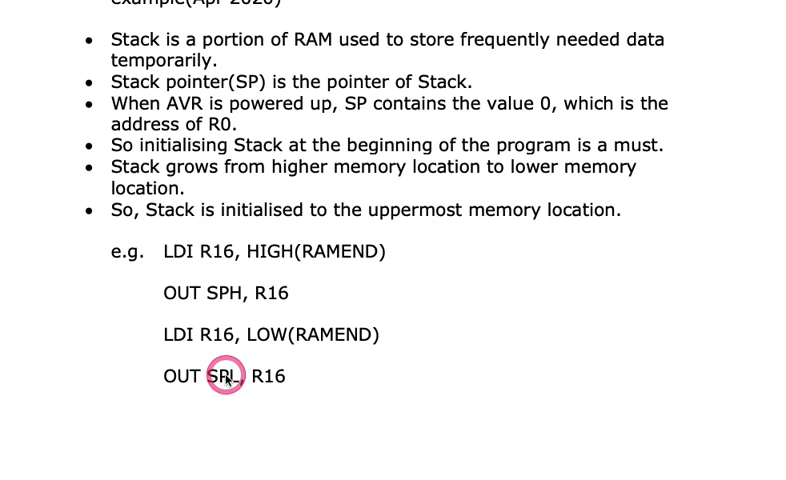 example(Apr 2020)
• Stack is a portion of RAM used to store frequently needed data
temporarily.
• Stack pointer(SP) is the pointer of Stack.
• When AVR is powered up, SP contains the value 0, which is the
address of R0.
• So initialising Stack at the beginning of the program is a must.
• Stack grows from higher memory location to lower memory
location.
• So, Stack is initialised to the uppermost memory location.
e.g. LDI R16, HIGH(RAMEND)
OUT SPH, R16
LDI R16, LOW(RAMEND)
OUT SPL, R16